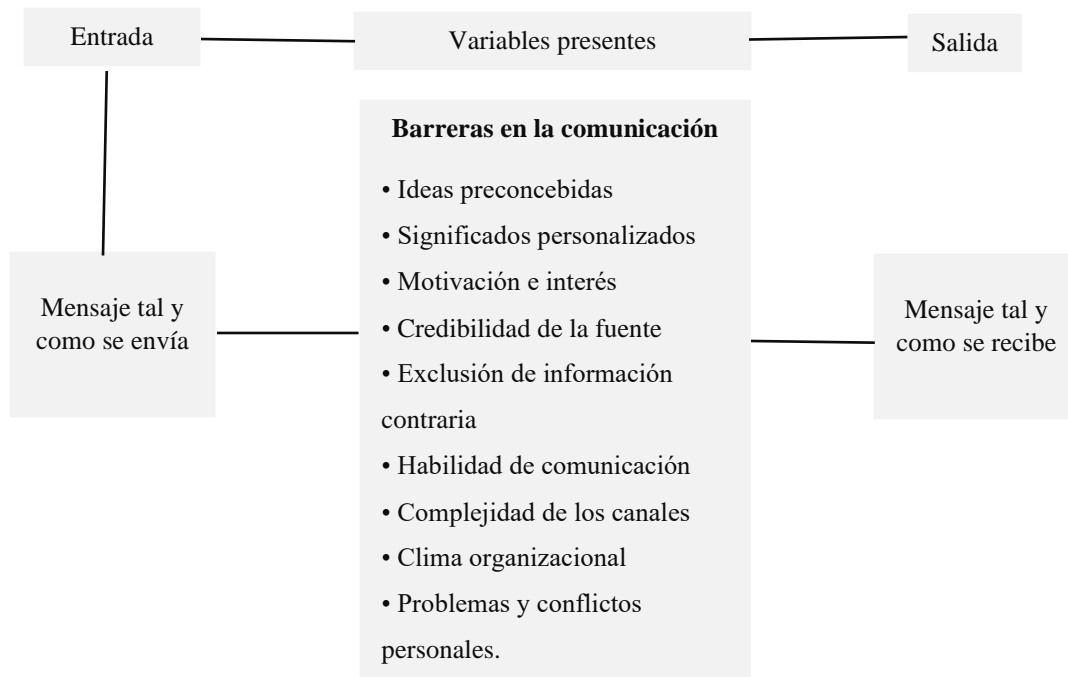 Entrada
Variables presentes
Salida
Barreras en la comunicación
• Ideas preconcebidas
• Significados personalizados
• Motivación e interés
• Credibilidad de la fuente
• Exclusión de información
contraria
• Habilidad de comunicación
• Complejidad de los canales
• Clima organizacional
• Problemas y conflictos
personales.
Mensaje tal y
como se envía
Mensaje tal y
como se recibe